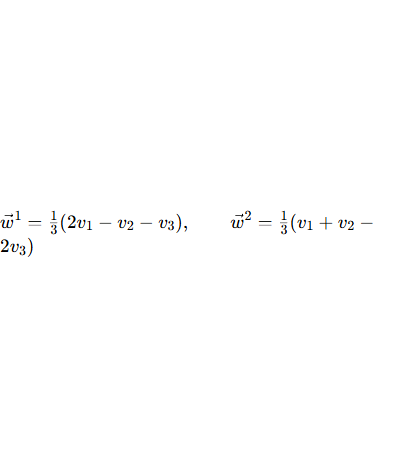 w⃗¹ = ⅓(2v₁ − v₂ − v₃), w⃗² = ⅓(v₁ + v₂ −
2v₃)